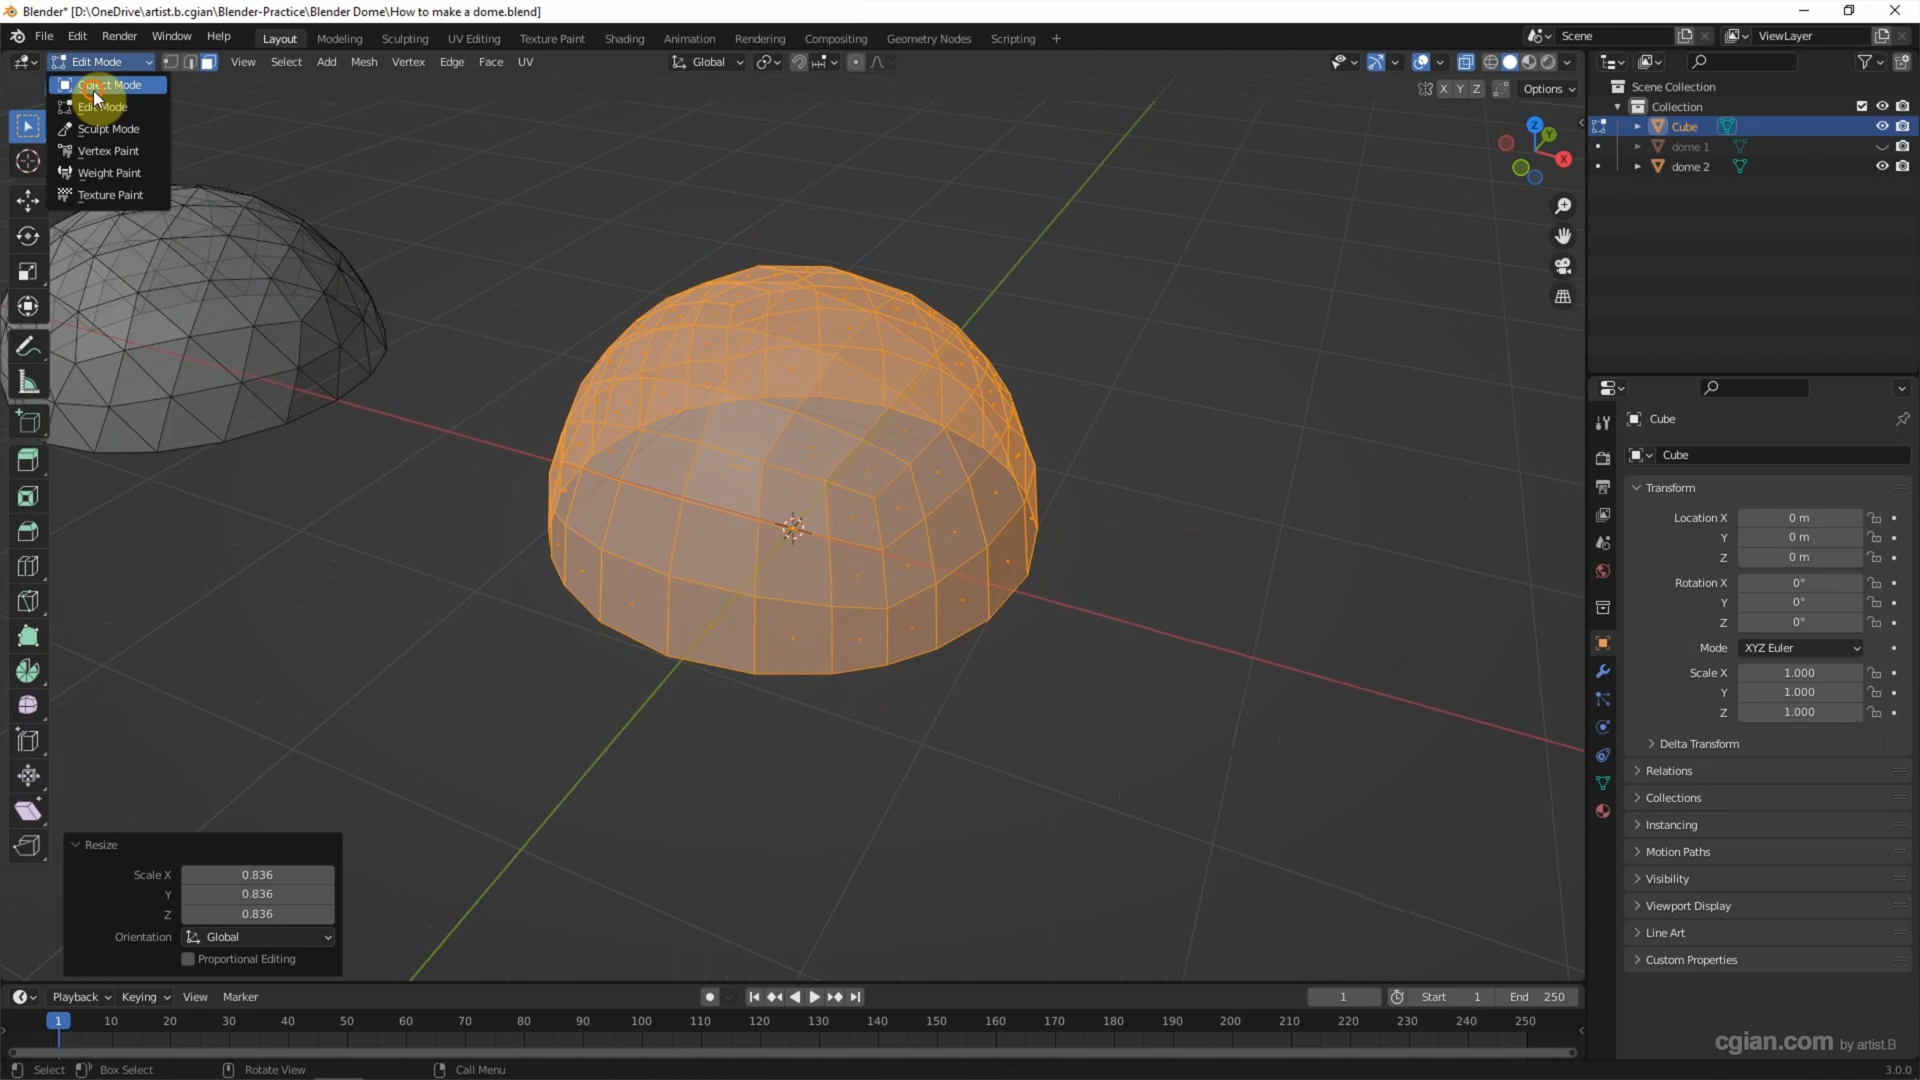 Blender* [D:\OneDrive\artist.b.cgian\Blender-Practice\Blender Dome\How to make a dome.blend]
File Edit Render Window Help Layout Modeling Sculpting UV Editing Texture Paint Shading Animation Rendering Compositing Geometry Nodes Scripting + Scene ViewLayer
Edit Mode View Select Add Mesh Vertex Edge Face UV Global
Object Mode
Edit Mode
Sculpt Mode
Vertex Paint
Weight Paint
Texture Paint
X Y Z Options
Z Y X
Scene Collection
Collection
Cube
dome 1
dome 2
Cube
Cube
Transform
Location X 0 m
Y 0 m
Z 0 m
Rotation X 0°
Y 0°
Z 0°
Mode XYZ Euler
Scale X 1.000
Y 1.000
Z 1.000
Delta Transform
Relations
Collections
Instancing
Motion Paths
Visibility
Viewport Display
Line Art
Custom Properties
Resize
Scale X 0.836
Y 0.836
Z 0.836
Orientation Global
Proportional Editing
Playback Keying View Marker 1 Start 1 End 250
1 10 20 30 40 50 60 70 80 90 100 110 120 130 140 150 160 170 180 190 200 210 220 230 240 250
cgian.com by artist.B
Select Box Select Rotate View Call Menu 3.0.0